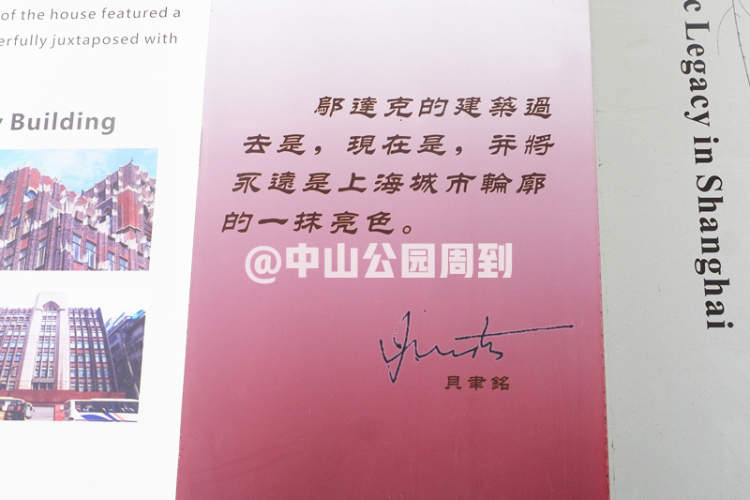 of the house featured a
erfully juxtaposed with
y Building
鄔達克的建築過
去是，現在是，并將
永遠是上海城市輪廓
的一抹亮色。
@中山公园周到
貝聿銘
c Legacy in Shanghai